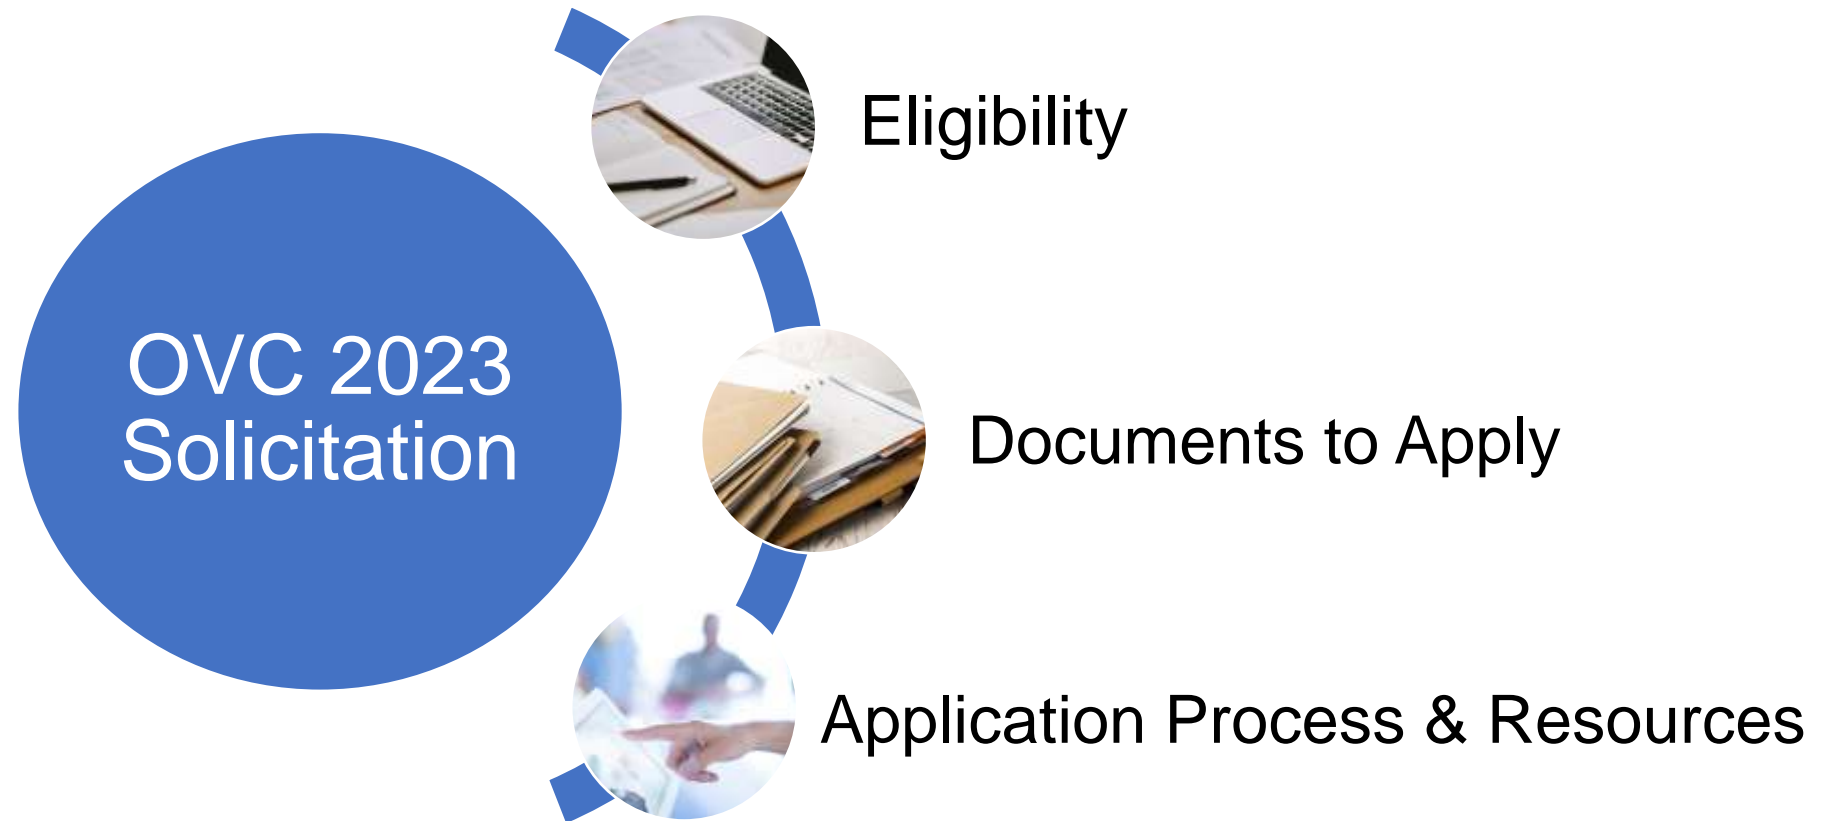 OVC 2023
Solicitation
Eligibility
Documents to Apply
Application Process & Resources